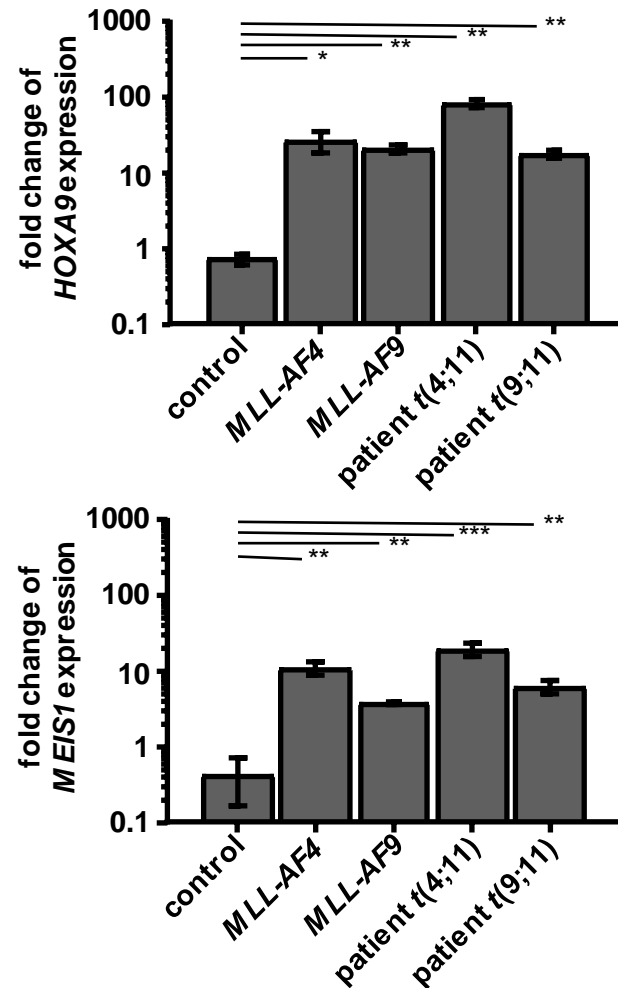 fold change of
HOXA9 expression
1000
100
10
1
0.1
**
**
**
*
control
MLL-AF4
MLL-AF9
patient t(4;11)
patient t(9;11)
fold change of
MEIS1 expression
1000
100
10
1
0.1
**
***
**
**
control
MLL-AF4
MLL-AF9
patient t(4;11)
patient t(9;11)